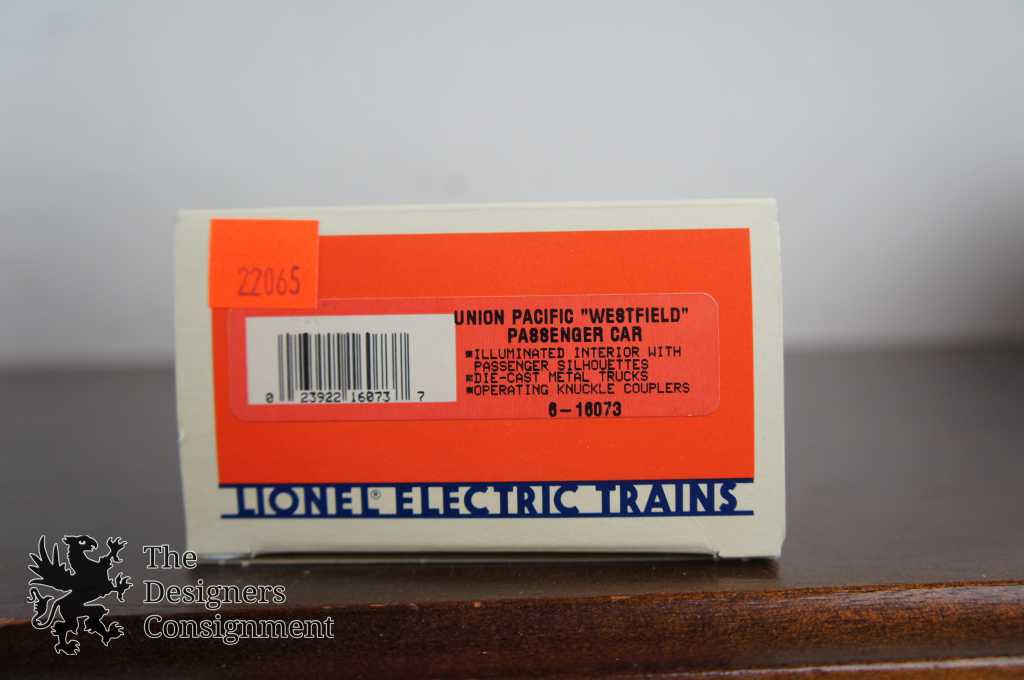 22065
UNION PACIFIC "WESTFIELD"
PASSENGER CAR
*ILLUMINATED INTERIOR WITH
PASSENGER SILHOUETTES
*DIE-CAST METAL TRUCKS
*OPERATING KNUCKLE COUPLERS
6-16073
0 23922 16073 7
LIONEL® ELECTRIC TRAINS
The
Designers
Consignment